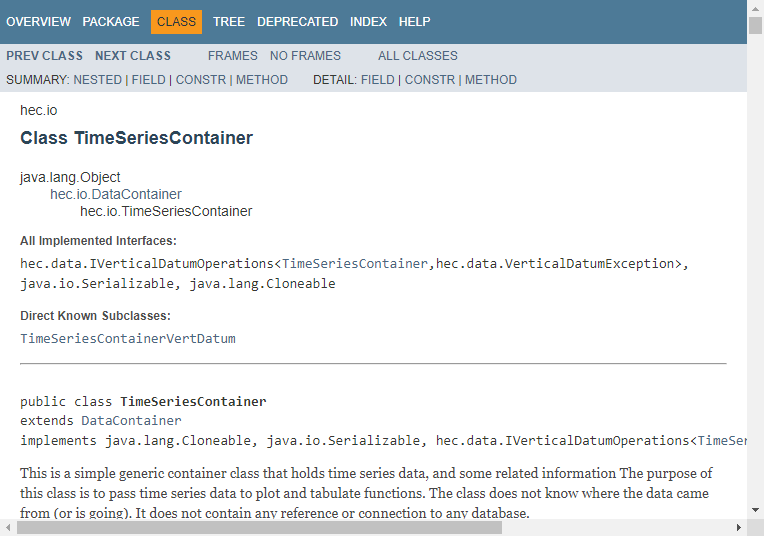 OVERVIEW PACKAGE CLASS TREE DEPRECATED INDEX HELP
PREV CLASS NEXT CLASS FRAMES NO FRAMES ALL CLASSES
SUMMARY: NESTED | FIELD | CONSTR | METHOD DETAIL: FIELD | CONSTR | METHOD
hec.io
Class TimeSeriesContainer
java.lang.Object
hec.io.DataContainer
hec.io.TimeSeriesContainer
All Implemented Interfaces:
hec.data.IVerticalDatumOperations<TimeSeriesContainer,hec.data.VerticalDatumException>,
java.io.Serializable, java.lang.Cloneable
Direct Known Subclasses:
TimeSeriesContainerVertDatum
public class TimeSeriesContainer
extends DataContainer
implements java.lang.Cloneable, java.io.Serializable, hec.data.IVerticalDatumOperations<TimeSer
This is a simple generic container class that holds time series data, and some related information The purpose of
this class is to pass time series data to plot and tabulate functions. The class does not know where the data came
from (or is going). It does not contain any reference or connection to any database.